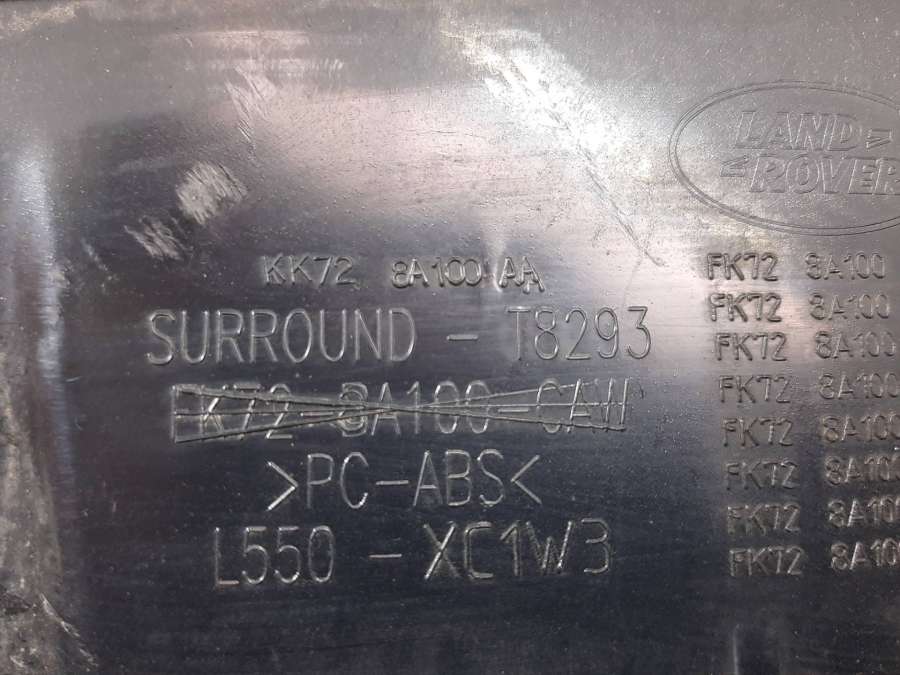 LAND
ROVER
KK72 8A100 AA
SURROUND - T8293
FK72-8A100-CAW
>PC-ABS<
L550 - XC1W3
FK72 8A100
FK72 8A100
FK72 8A100
FK72 8A100
FK72 8A100
FK72 8A100
FK72 8A100
FK72 8A100